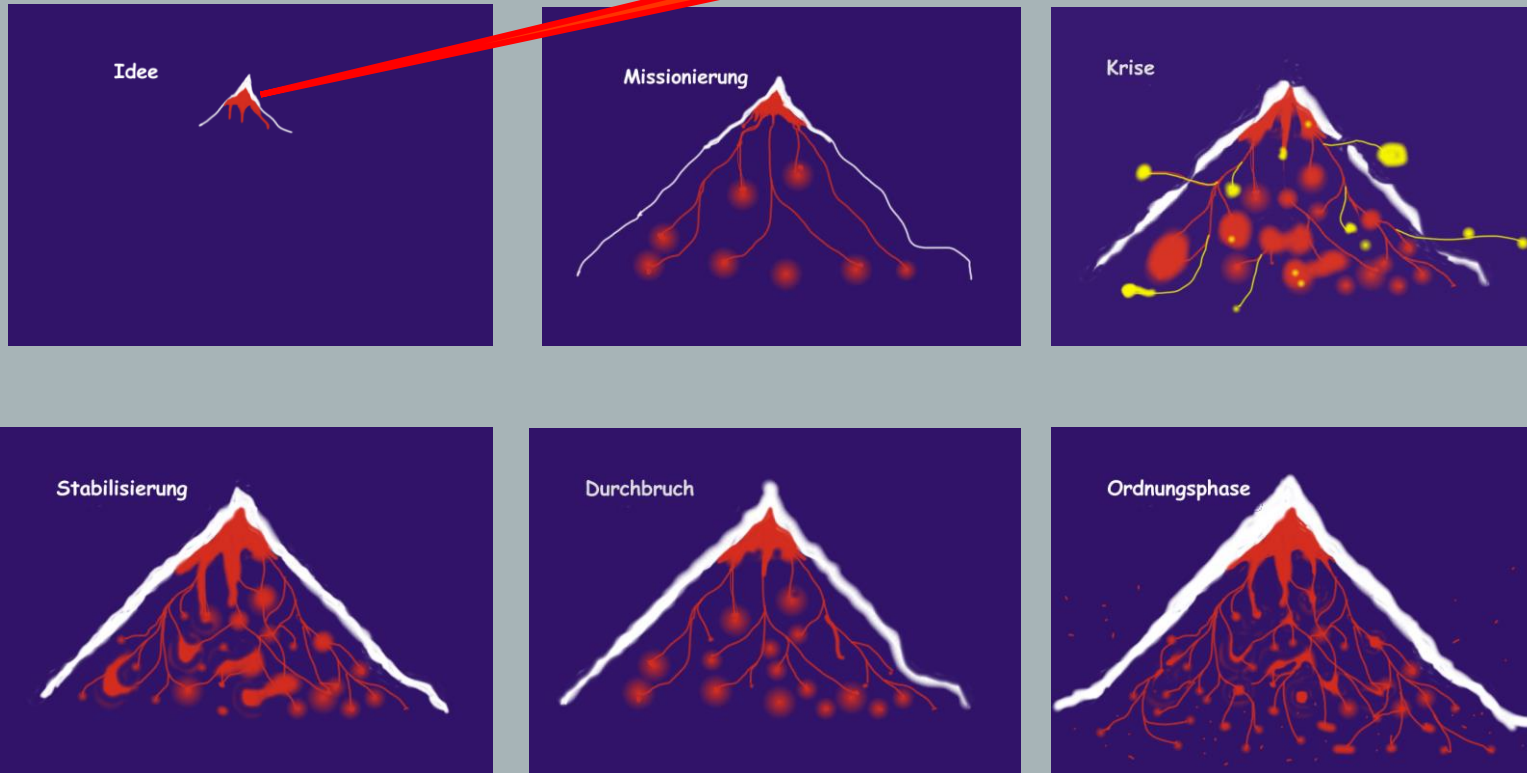 Idee
Missionierung
Krise
Stabilisierung
Durchbruch
Ordnungsphase